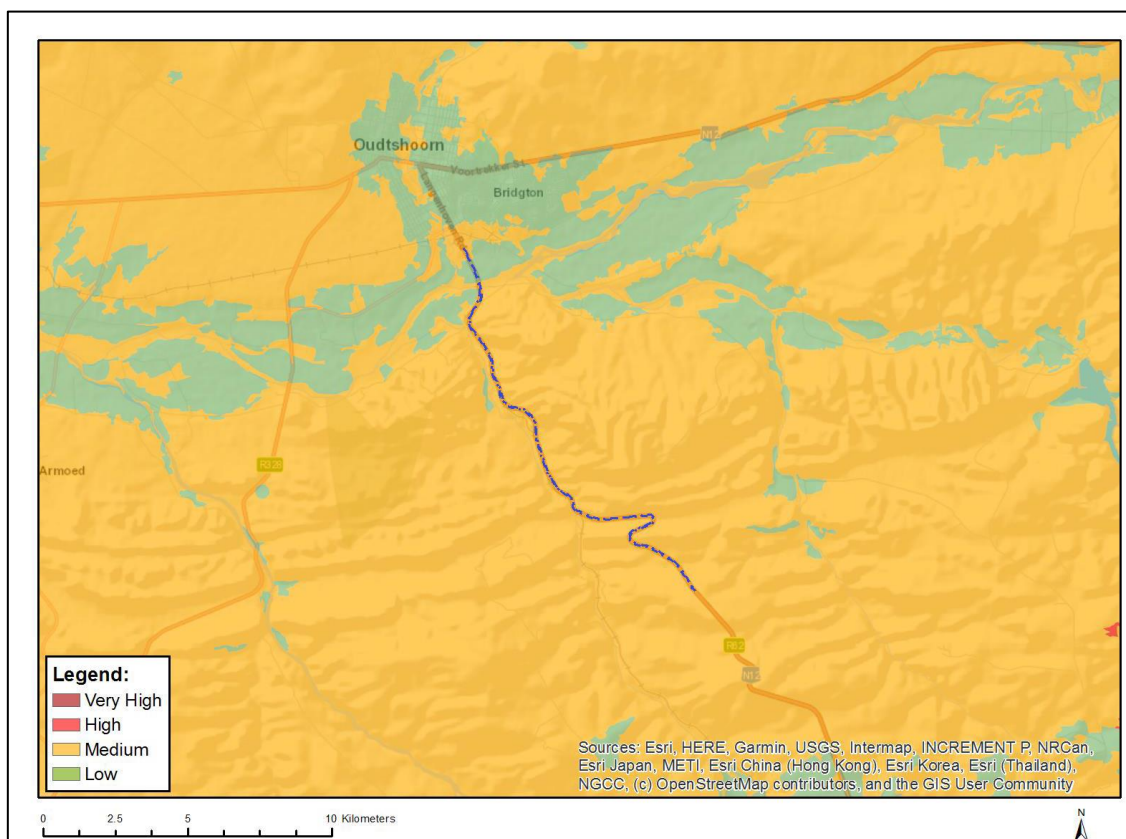 N12
Oudtshoorn
Voortrekker St
Bridgton
Langenhoven Rd
Armoed
R328
R62
N12
Legend:
Very High
High
Medium
Low
Sources: Esri, HERE, Garmin, USGS, Intermap, INCREMENT P, NRCan,
Esri Japan, METI, Esri China (Hong Kong), Esri Korea, Esri (Thailand),
NGCC, (c) OpenStreetMap contributors, and the GIS User Community
0 2.5 5 10 Kilometers
N